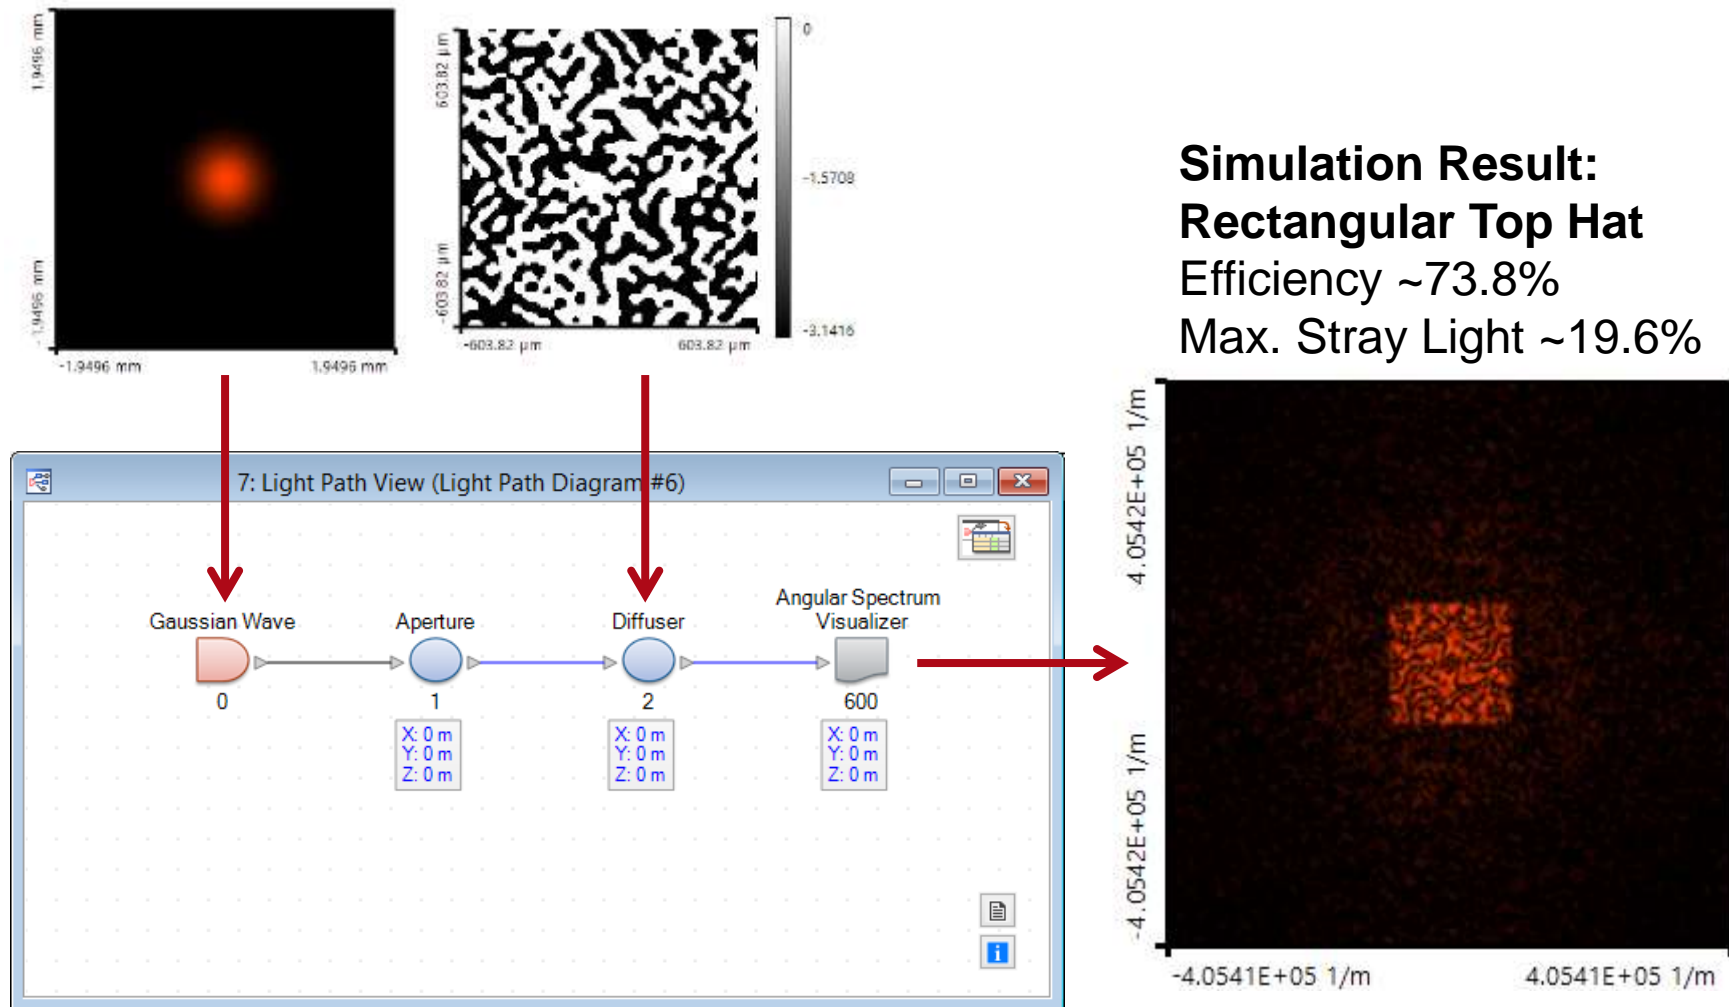 1.9496 mm
-1.9496 mm
-1.9496 mm 1.9496 mm
603.82 µm
-603.82 µm
-603.82 µm 603.82 µm
0
-1.5708
-3.1416
Simulation Result:
Rectangular Top Hat
Efficiency ~73.8%
Max. Stray Light ~19.6%
7: Light Path View (Light Path Diagram #6)
Gaussian Wave
0
Aperture
1
X: 0 m
Y: 0 m
Z: 0 m
Diffuser
2
X: 0 m
Y: 0 m
Z: 0 m
Angular Spectrum
Visualizer
600
X: 0 m
Y: 0 m
Z: 0 m
i
4.0542E+05 1/m
-4.0542E+05 1/m
-4.0541E+05 1/m 4.0541E+05 1/m